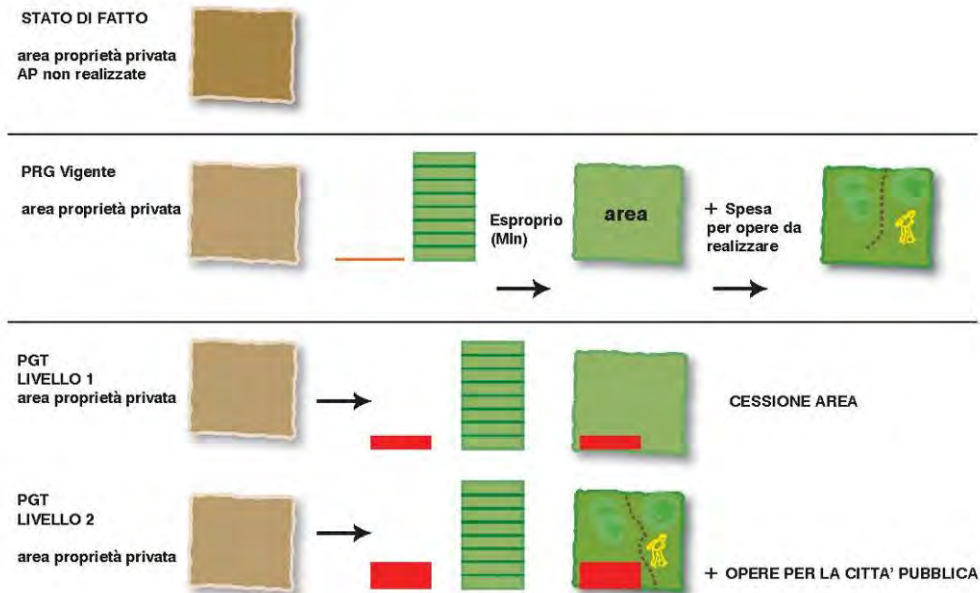 STATO DI FATTO
area proprietà privata
AP non realizzate
PRG Vigente
area proprietà privata
Esproprio
(Mln)
area
+ Spesa
per opere da
realizzare
PGT
LIVELLO 1
area proprietà privata
CESSIONE AREA
PGT
LIVELLO 2
area proprietà privata
+ OPERE PER LA CITTA' PUBBLICA